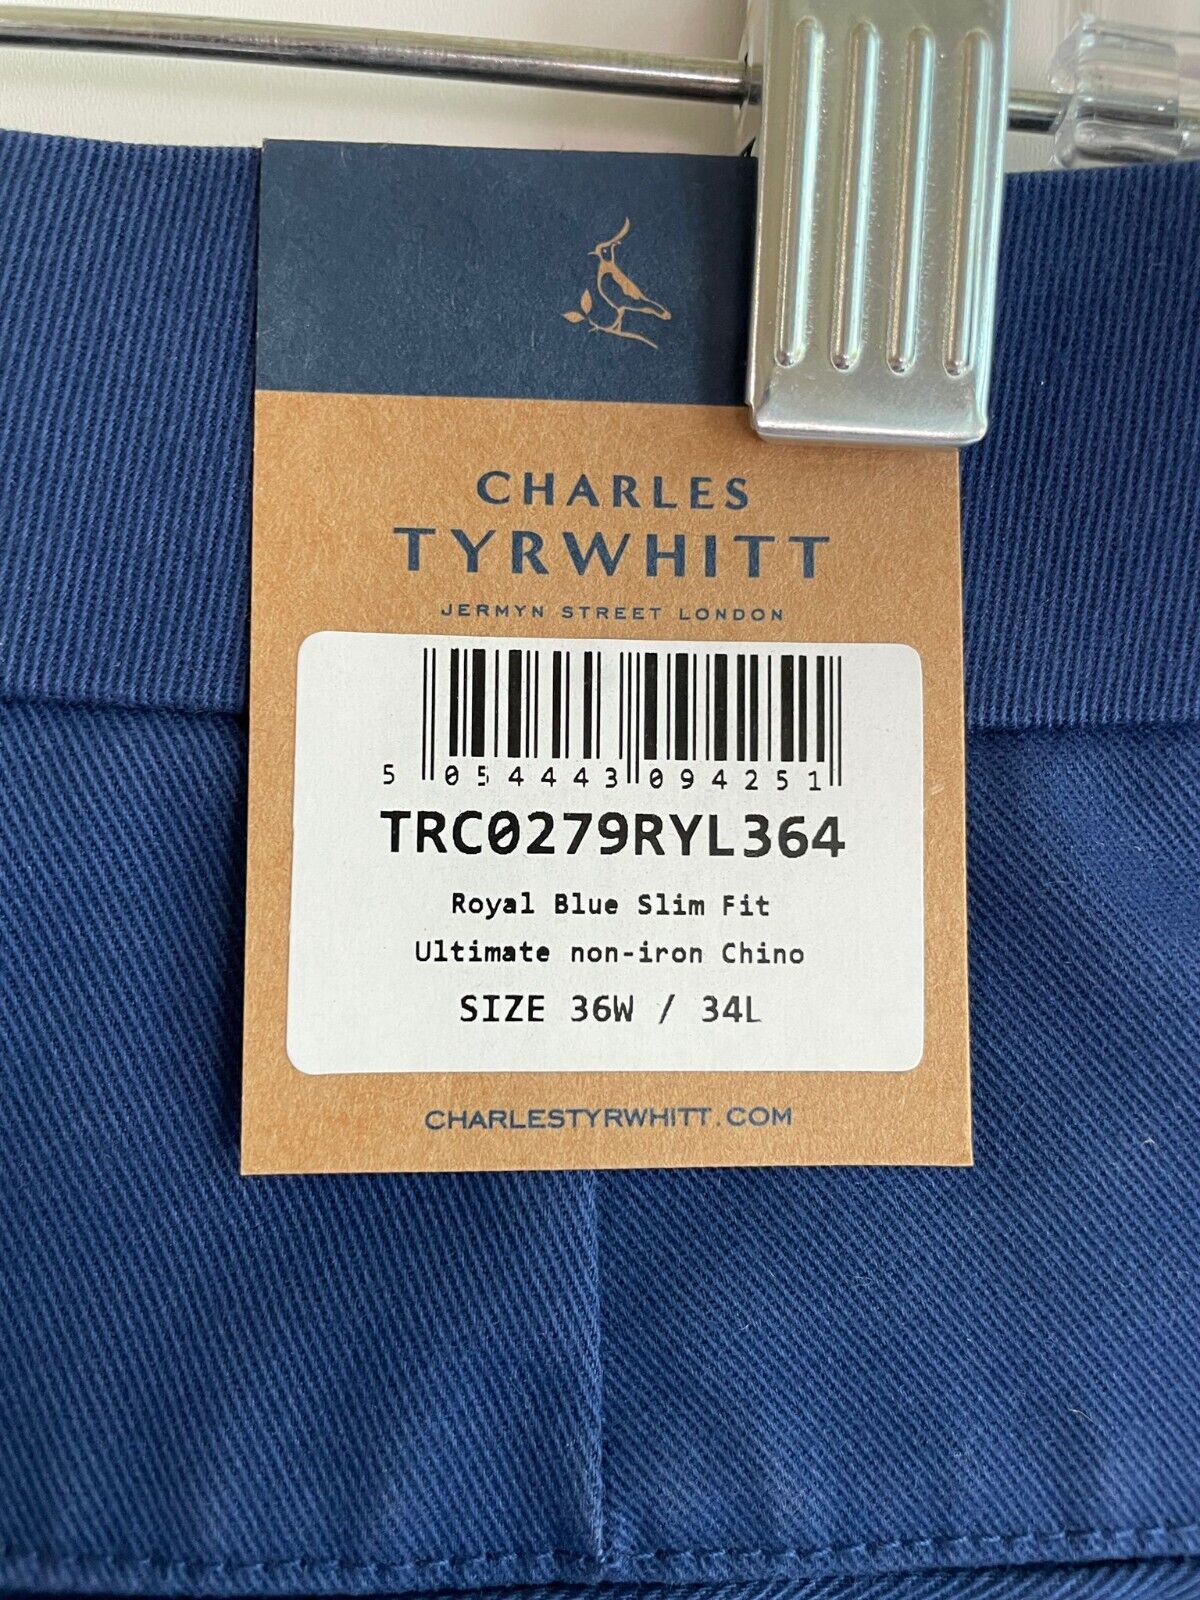 CHARLES
TYRWHITT
JERMYN STREET LONDON
5 054443 094251
TRC0279RYL364
Royal Blue Slim Fit
Ultimate non-iron Chino
SIZE 36W / 34L
CHARLESTYRWHITT.COM